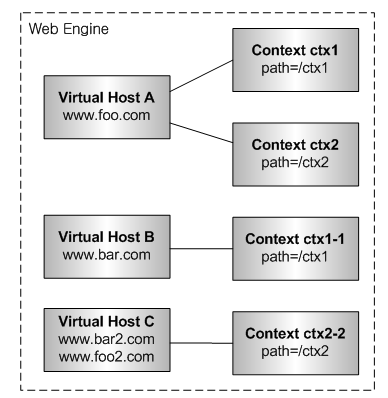 Web Engine
Context ctx1
path=/ctx1
Virtual Host A
www.foo.com
Context ctx2
path=/ctx2
Virtual Host B
www.bar.com
Context ctx1-1
path=/ctx1
Virtual Host C
www.bar2.com
www.foo2.com
Context ctx2-2
path=/ctx2